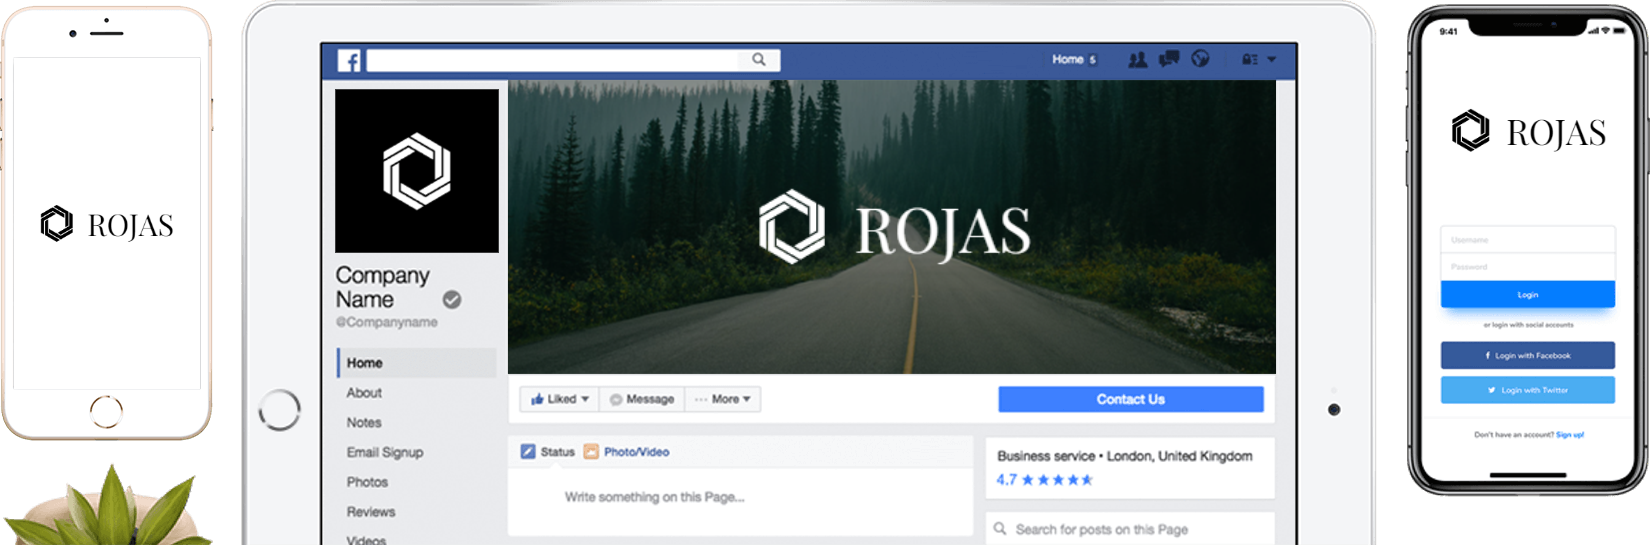 ROJAS
f
Home 5
ROJAS
Company
Name
@Companyname
Home
About
Notes
Email Signup
Photos
Reviews
Videos
Liked
Message
More
Contact Us
Status
Photo/Video
Write something on this Page...
Business service • London, United Kingdom
4.7
Search for posts on this Page
9:41
ROJAS
Username
Password
Login
or login with social accounts
f Login with Facebook
Login with Twitter
Don't have an account? Sign up!